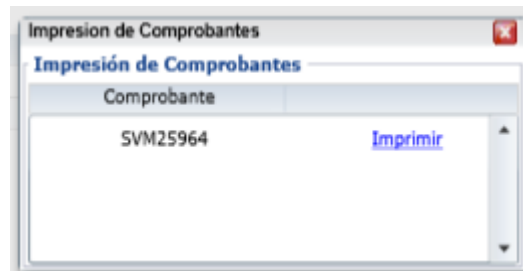 Impresion de Comprobantes
Impresión de Comprobantes
Comprobante
SVM25964 Imprimir